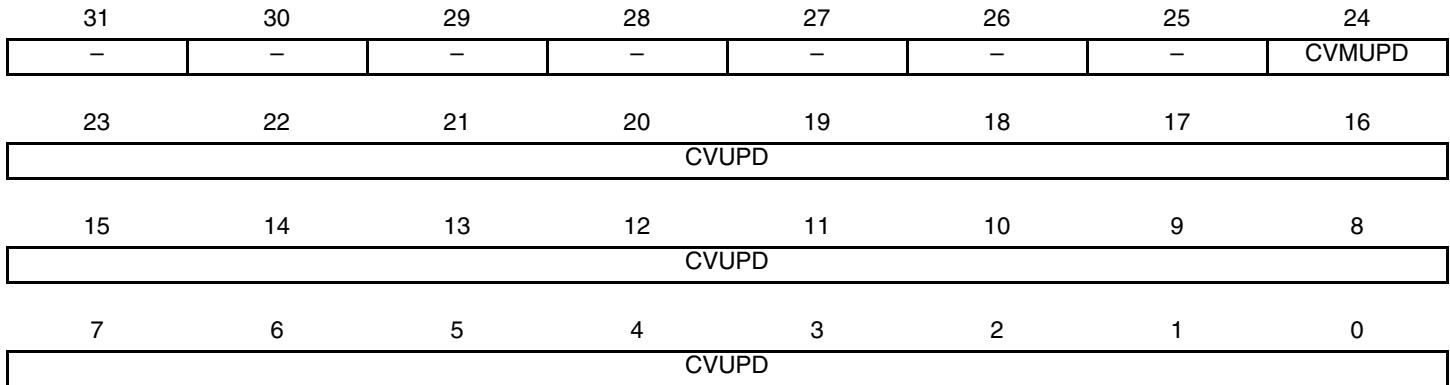 31 30 29 28 27 26 25 24
– – – – – – – CVMUPD
23 22 21 20 19 18 17 16
CVUPD
15 14 13 12 11 10 9 8
CVUPD
7 6 5 4 3 2 1 0
CVUPD